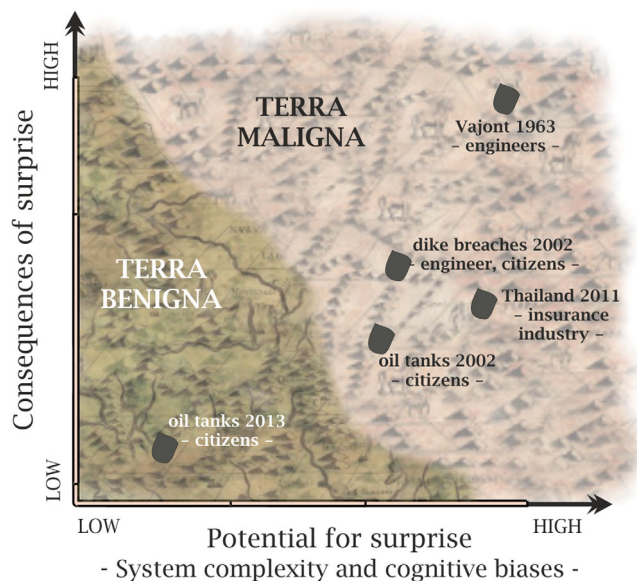 HIGH
Consequences of surprise
LOW
TERRA
MALIGNA
Vajont 1963
– engineers –
dike breaches 2002
– engineer, citizens –
TERRA
BENIGNA
Thailand 2011
– insurance
industry –
oil tanks 2002
– citizens –
oil tanks 2013
– citizens –
LOW
HIGH
Potential for surprise
- System complexity and cognitive biases -